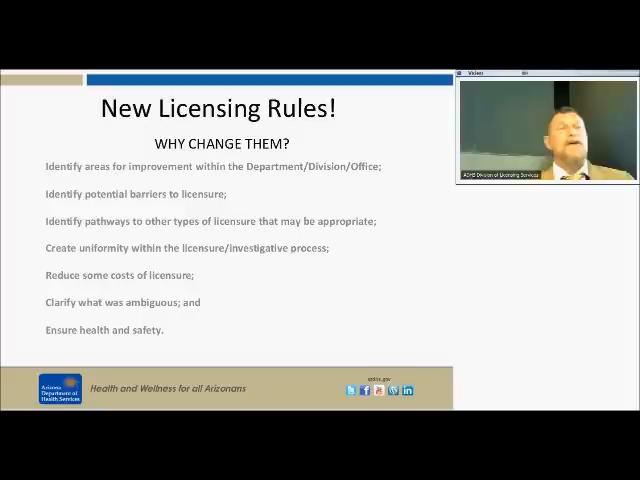 New Licensing Rules!
WHY CHANGE THEM?
Identify areas for improvement within the Department/Division/Office;
Identify potential barriers to licensure;
Identify pathways to other types of licensure that may be appropriate;
Create uniformity within the licensure/investigative process;
Reduce some costs of licensure;
Clarify what was ambiguous; and
Ensure health and safety.
Arizona
Department of
Health Services
Health and Wellness for all Arizonans
azdhs.gov
Video
ADHS Division of Licensing Services